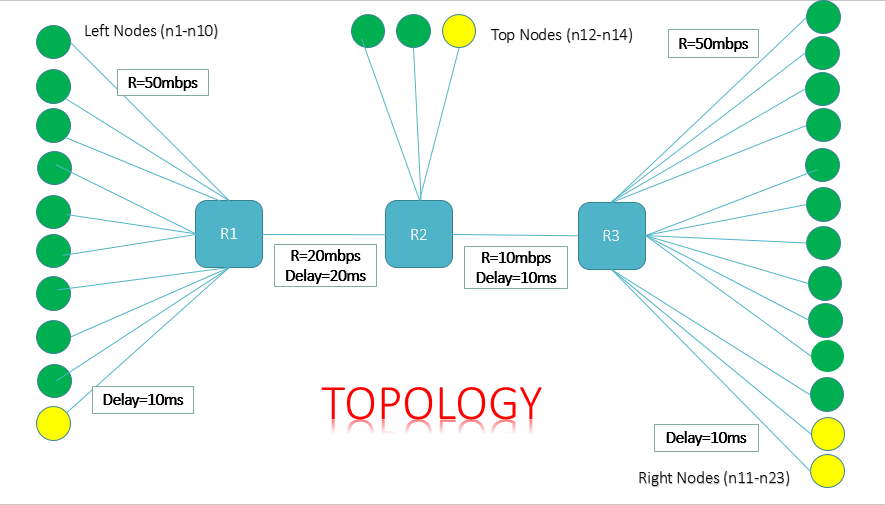 Left Nodes (n1-n10)
Top Nodes (n12-n14)
R=50mbps
R=50mbps
R1
R2
R3
R=20mbps
Delay=20ms
R=10mbps
Delay=10ms
TOPOLOGY
Delay=10ms
Delay=10ms
Right Nodes (n11-n23)